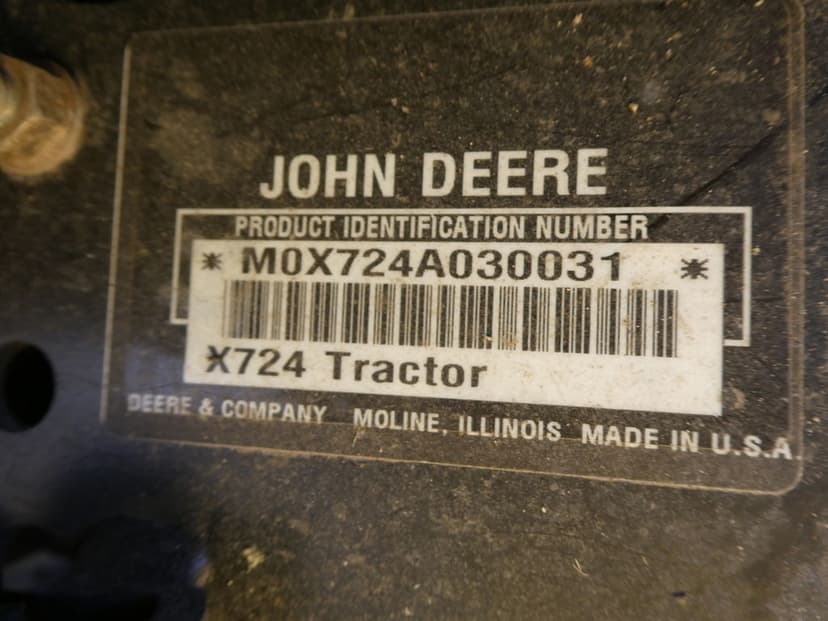 JOHN DEERE
PRODUCT IDENTIFICATION NUMBER
* M0X724A030031 *
X724 Tractor
DEERE & COMPANY MOLINE, ILLINOIS MADE IN U.S.A.